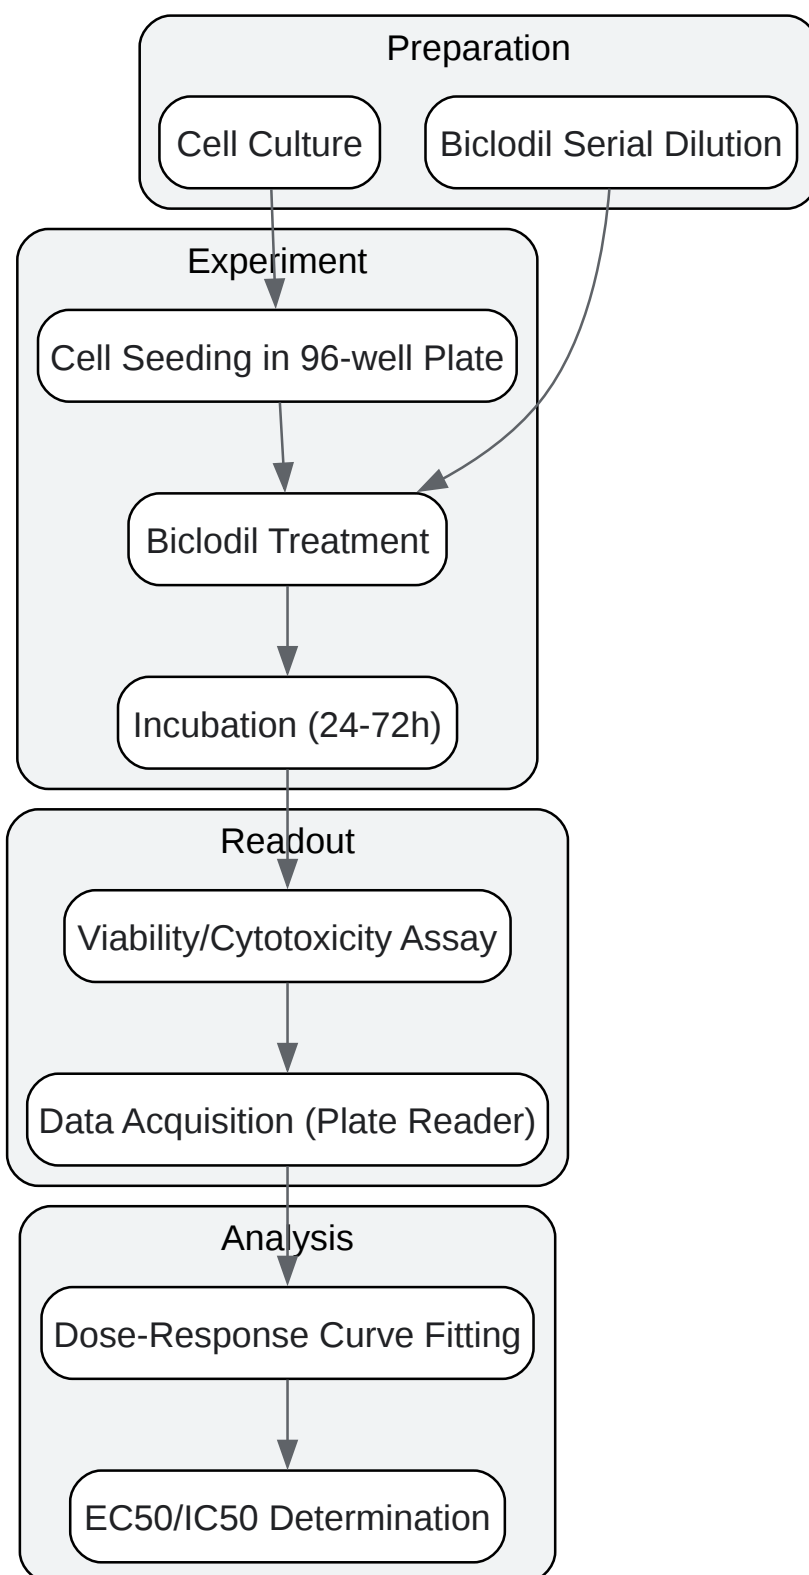 Preparation
Cell Culture
Biclodil Serial Dilution
Experiment
Cell Seeding in 96-well Plate
Biclodil Treatment
Incubation (24-72h)
Readout
Viability/Cytotoxicity Assay
Data Acquisition (Plate Reader)
Analysis
Dose-Response Curve Fitting
EC50/IC50 Determination